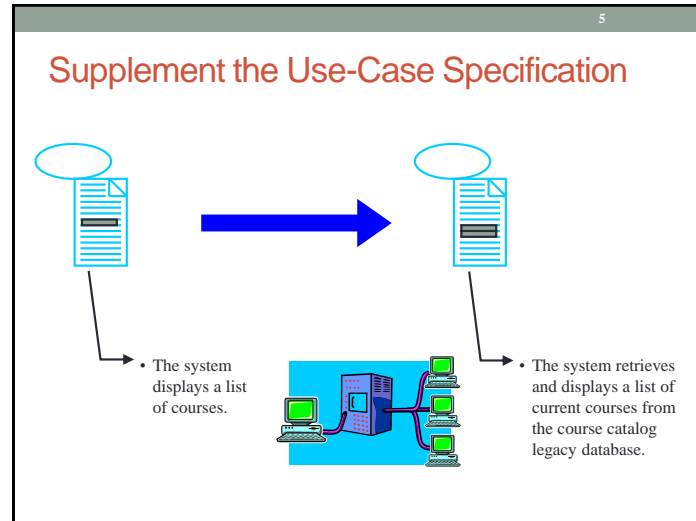 5
Supplement the Use-Case Specification
• The system
displays a list
of courses.
• The system retrieves
and displays a list of
current courses from
the course catalog
legacy database.